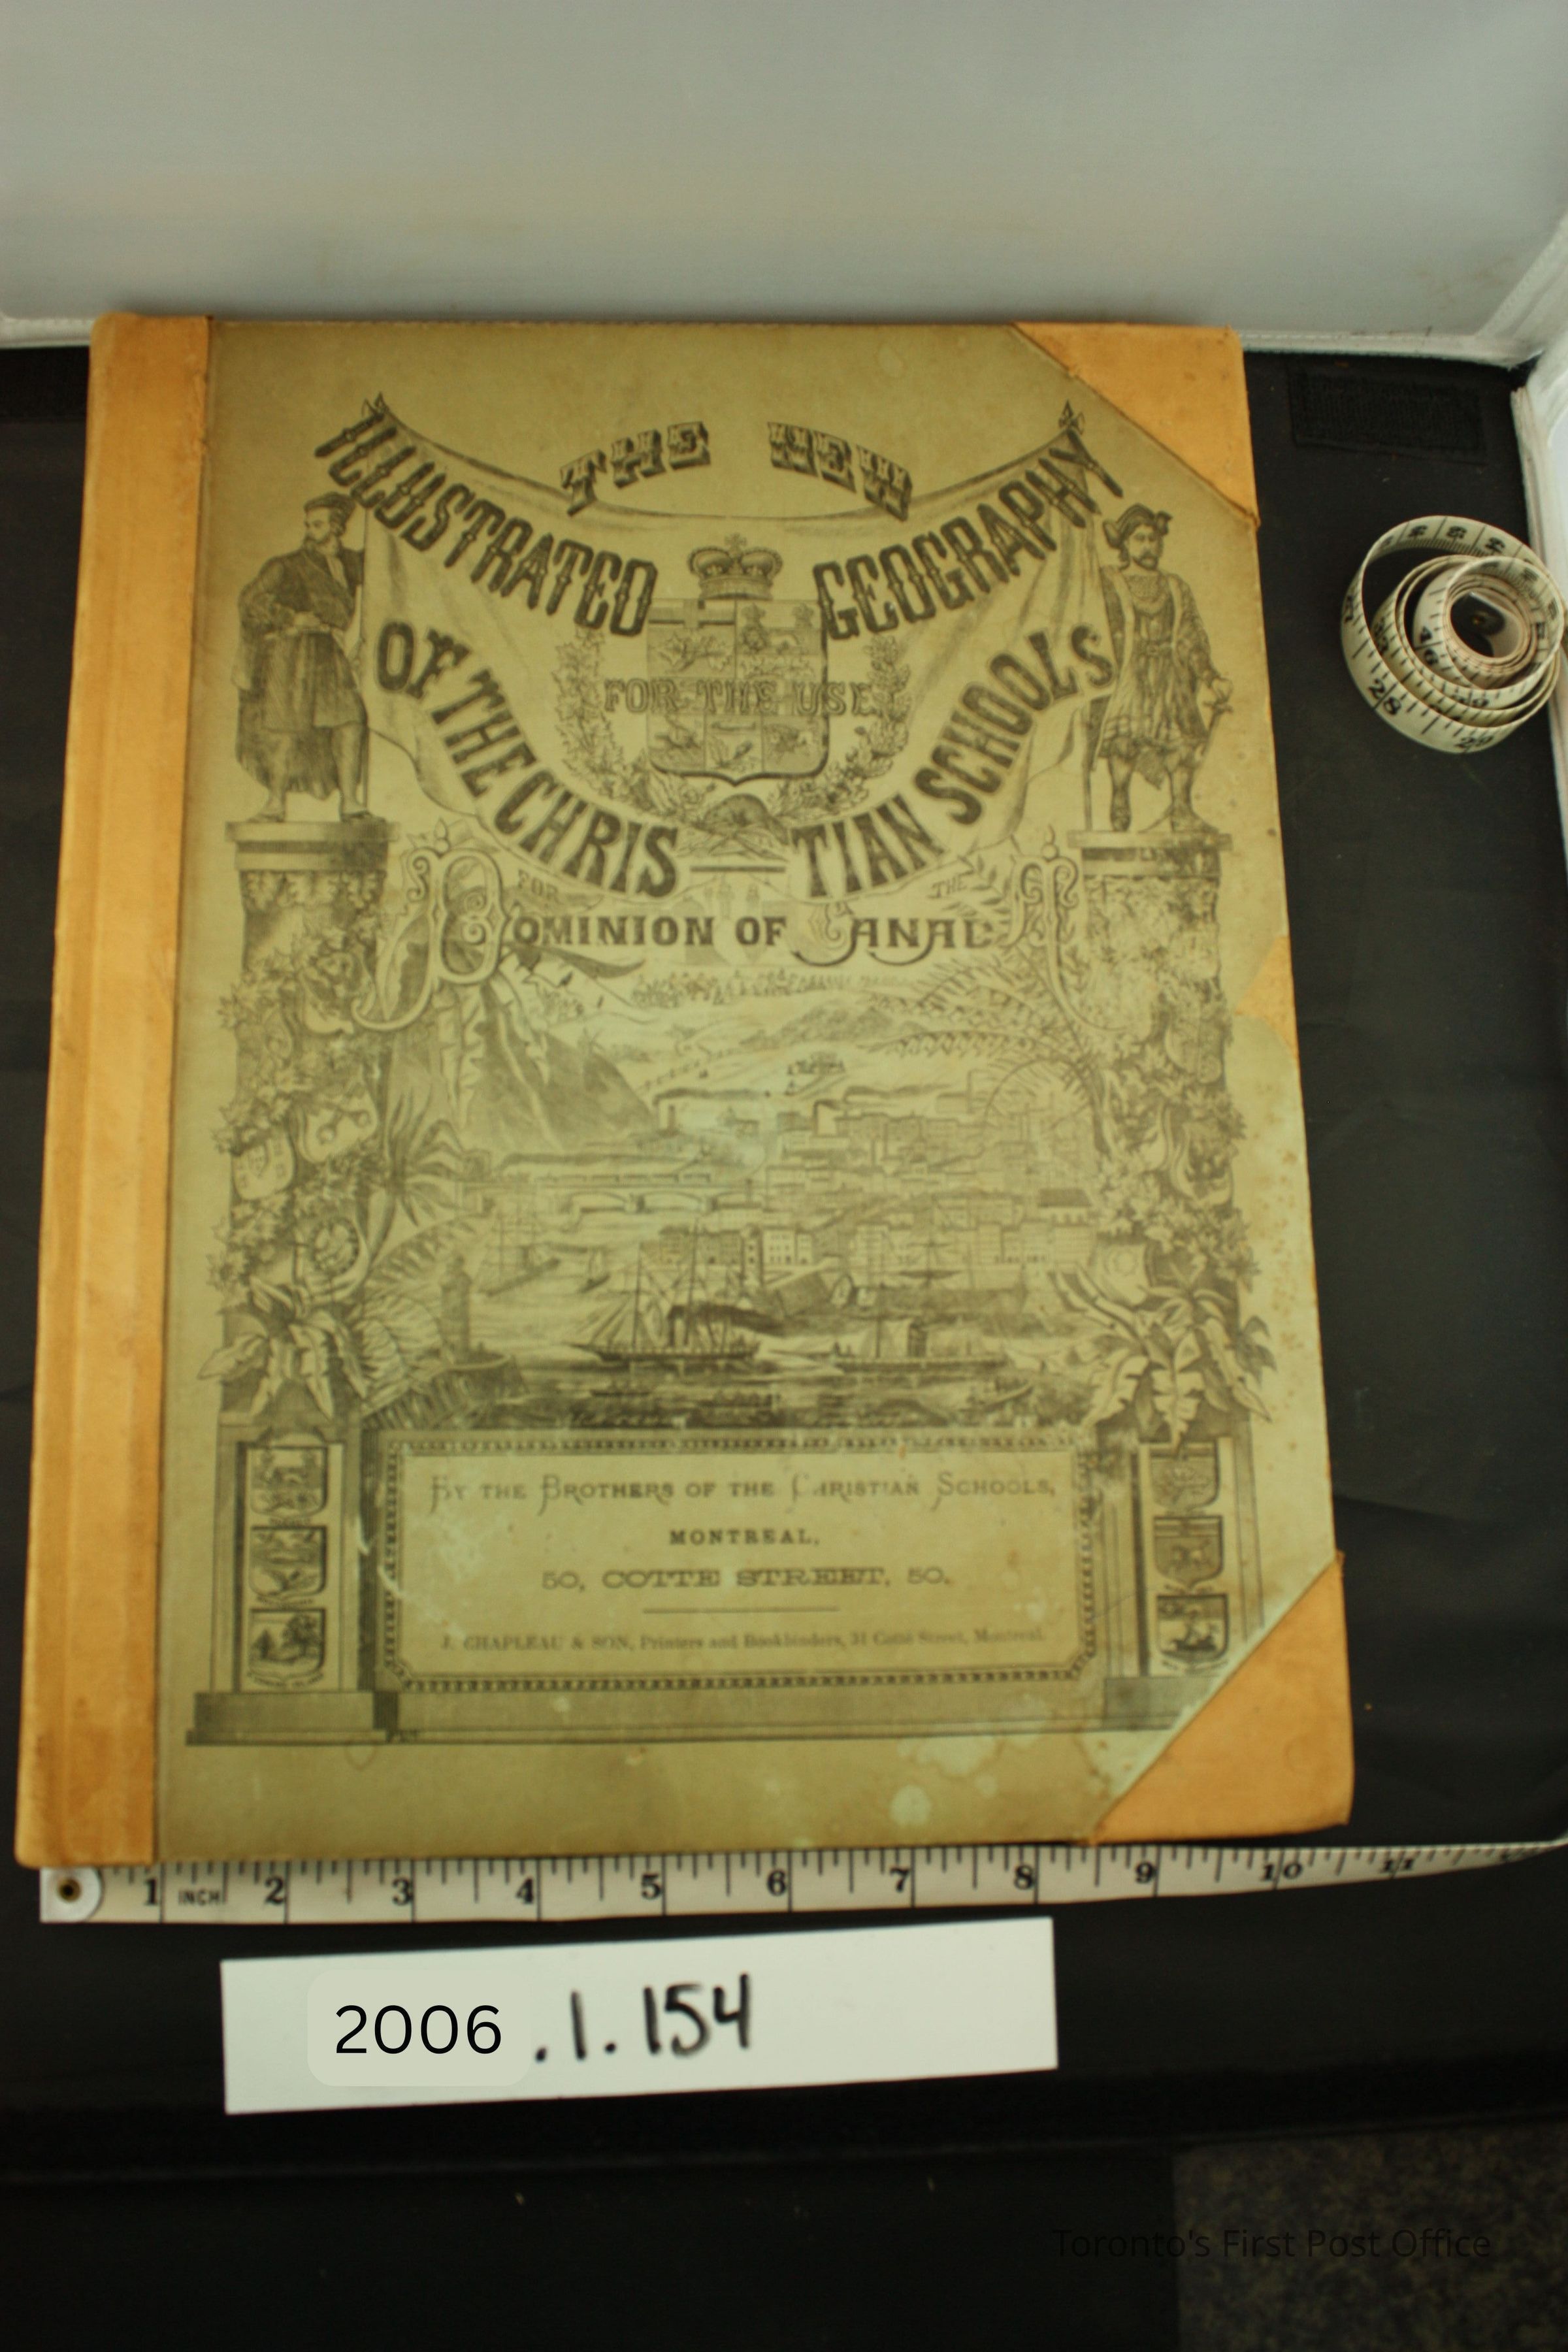 THE NEW
ILLUSTRATED GEOGRAPHY
OF THE CHRISTIAN SCHOOLS
FOR THE USE
FOR THE
DOMINION OF CANADA
BY THE BROTHERS OF THE CHRISTIAN SCHOOLS,
MONTREAL,
50, COTTE STREET, 50.
J. CHAPLEAU & SON, Printers and Bookbinders, 31 Cotté Street, Montreal.
1 INCH 2 3 4 5 6 7 8 9 10 11
2006.1.154
Toronto's First Post Office